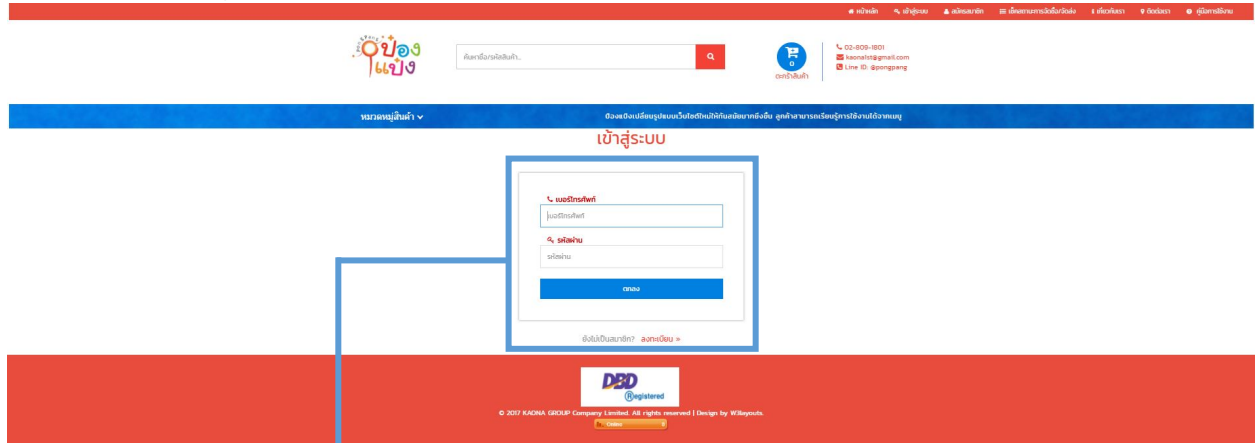 หน้าหลัก เข้าสู่ระบบ สมัครสมาชิก เช็คสถานะการจัดซื้อ/จัดส่ง เกี่ยวกับเรา ติดต่อเรา คู่มือการใช้งาน
ป๋องแป๋ง
ค้นหาชื่อ/รหัสสินค้า..
0
ตะกร้าสินค้า
02-809-1801
kaonalist@gmail.com
Line ID: @pongpang
หมวดหมู่สินค้า
ป๋องแป๋งเปลี่ยนรูปแบบเว็บไซต์ใหม่ให้ทันสมัยมากยิ่งขึ้น ลูกค้าสามารถเรียนรู้การใช้งานได้จากเมนู
เข้าสู่ระบบ
เบอร์โทรศัพท์
เบอร์โทรศัพท์
รหัสผ่าน
รหัสผ่าน
ตกลง
ยังไม่เป็นสมาชิก? ลงทะเบียน »
DBD
Registered
© 2017 KAONA GROUP Company Limited. All rights reserved | Design by W3layouts.
Online